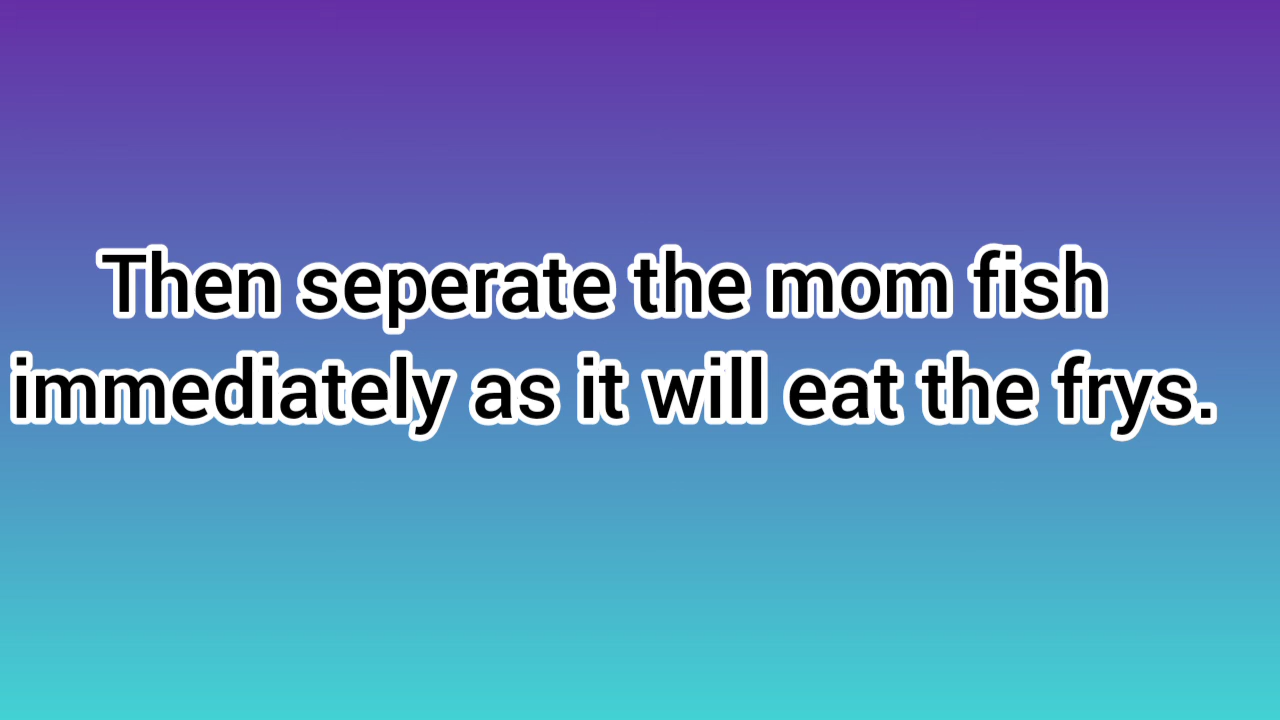 Then seperate the mom fish
immediately as it will eat the frys.